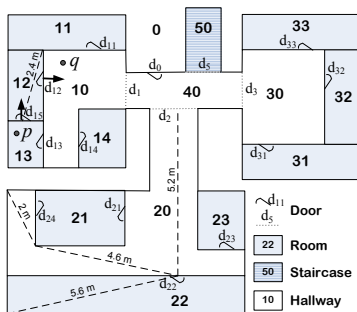 11
0
50
33
d11
d33
2.4 m
q
d0
d5
12
d12
10
d1
40
d3
30
d32
32
d15
d2
p
13
d13
d14
14
d31
31
5.2 m
2 m
d24
21
d21
20
23
d23
4.6 m
d22
5.6 m
22
d11
d5
Door
22 Room
50 Staircase
10 Hallway